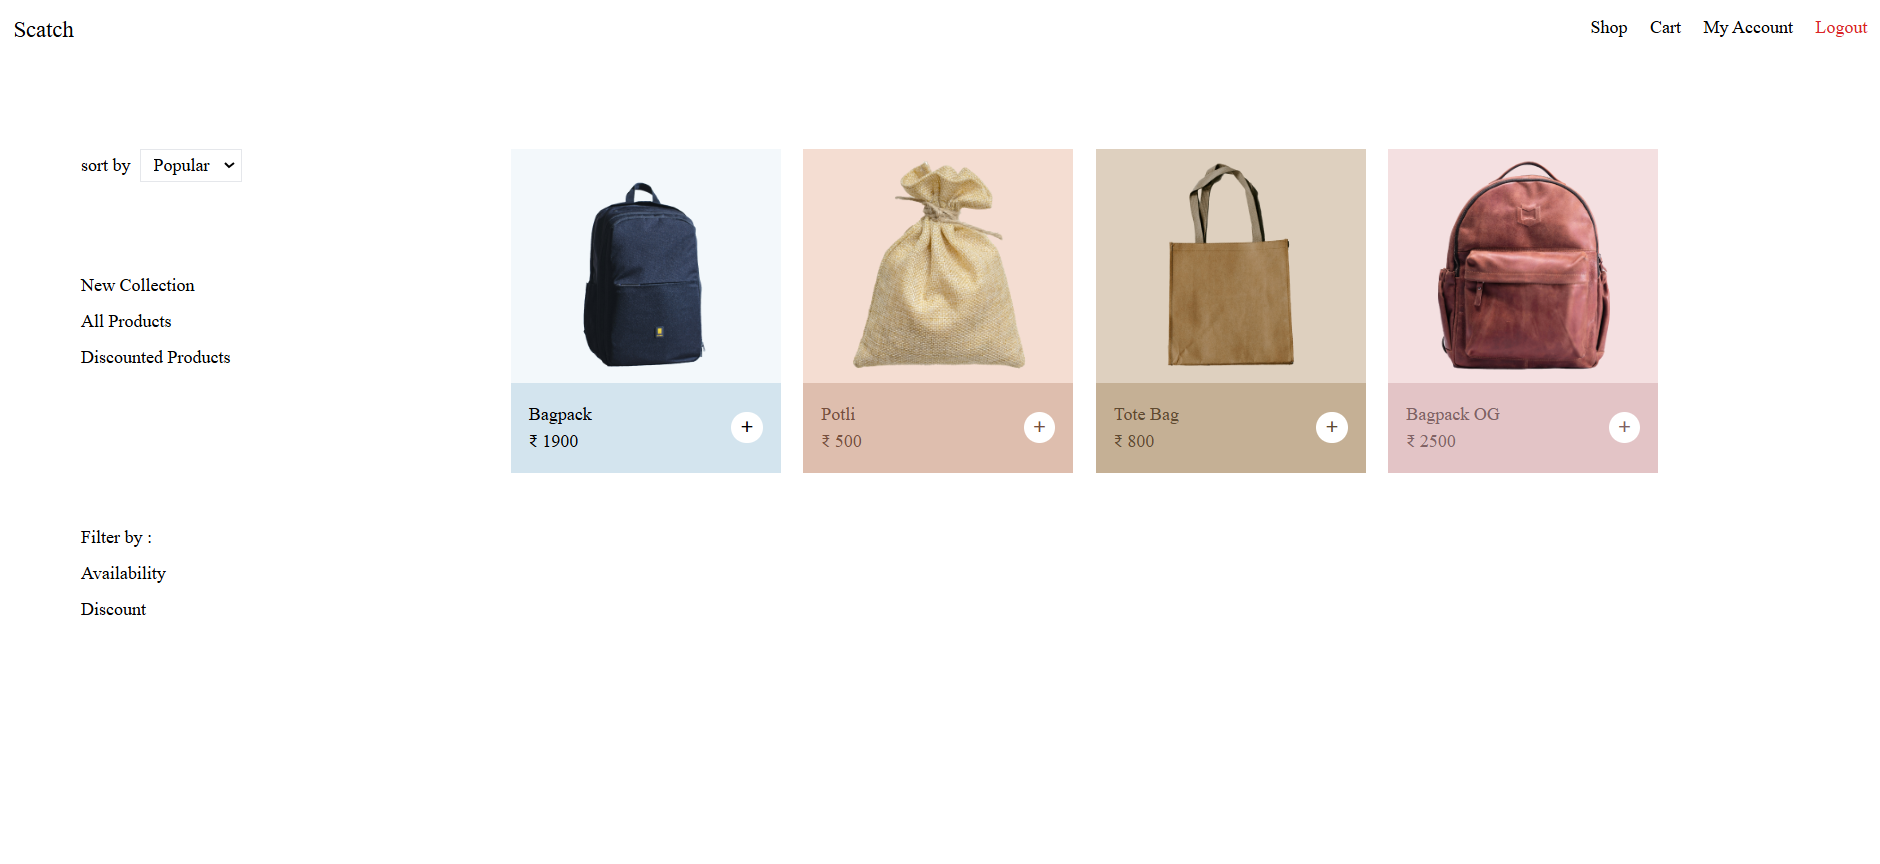 Scatch
Shop Cart My Account Logout
sort by Popular
New Collection
All Products
Discounted Products
Filter by :
Availability
Discount
Bagpack
₹ 1900
+
Potli
₹ 500
+
Tote Bag
₹ 800
+
Bagpack OG
₹ 2500
+